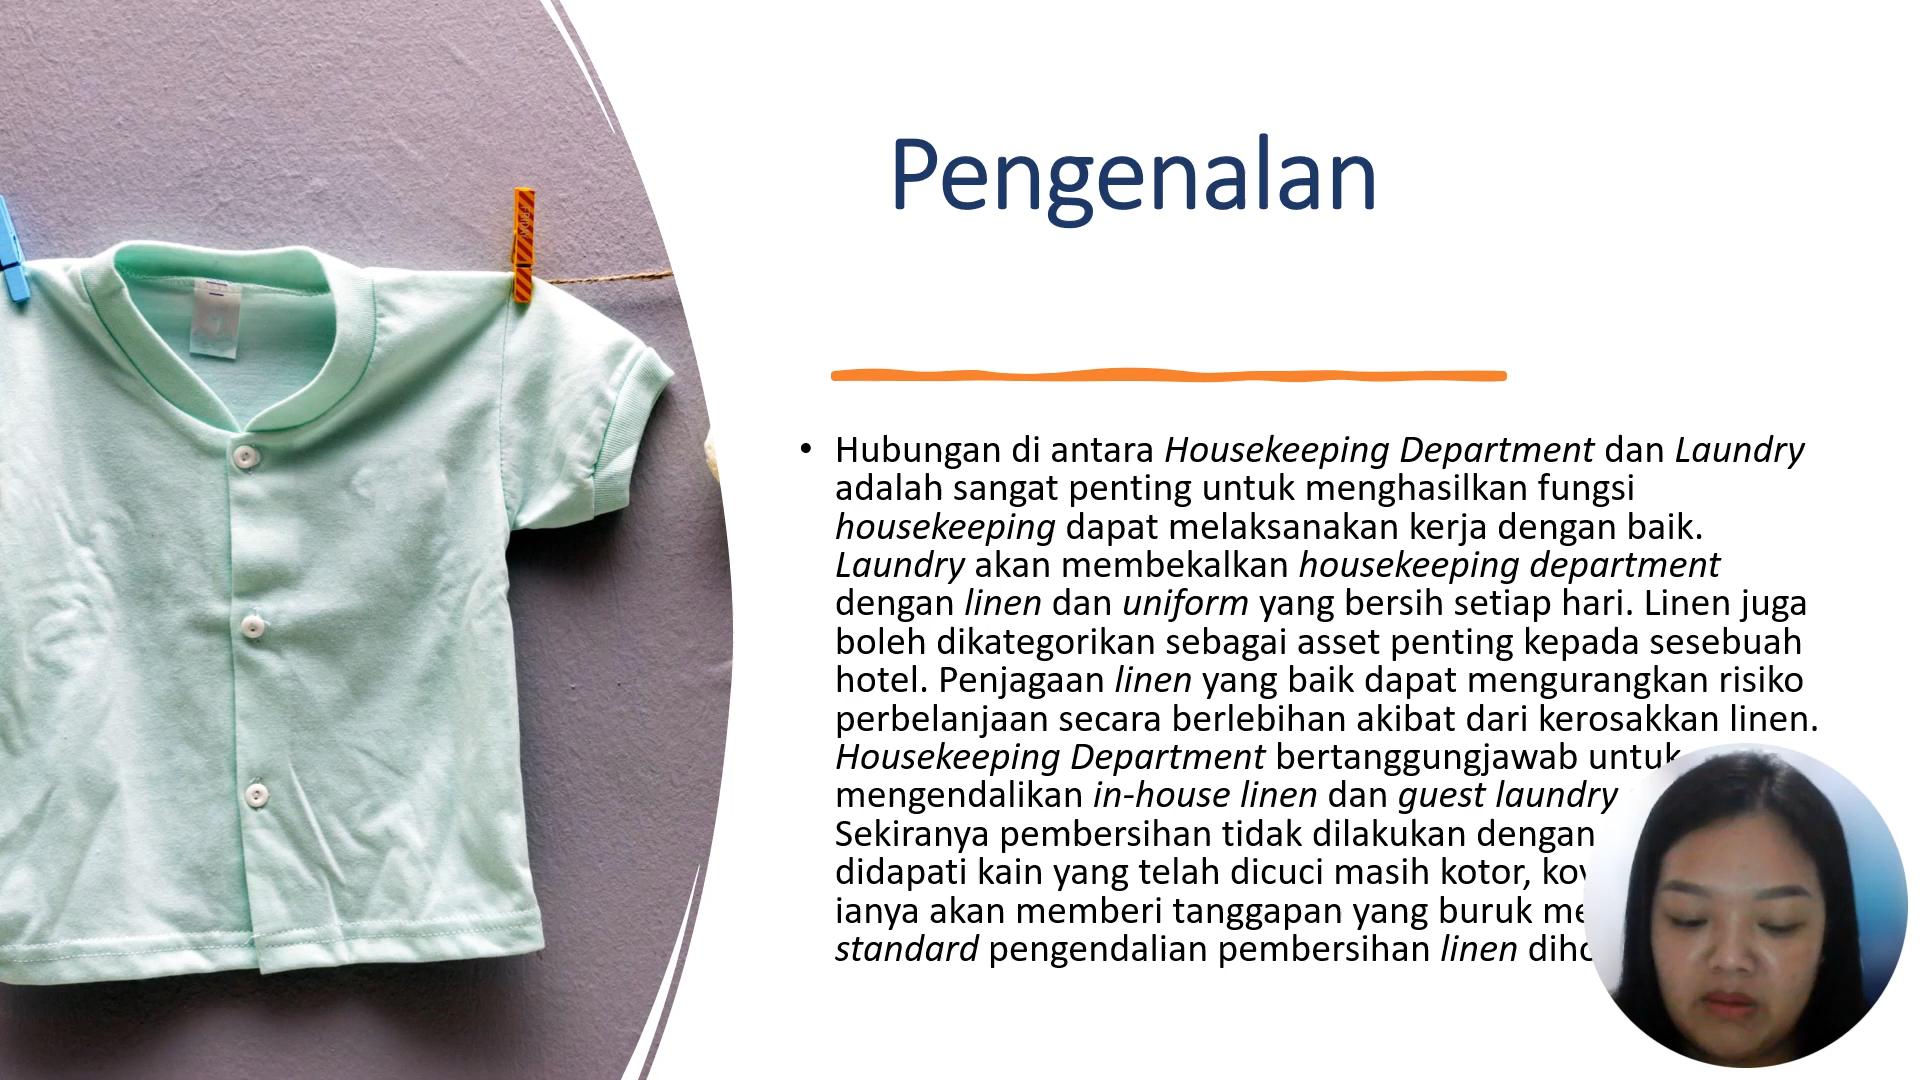 Pengenalan
• Hubungan di antara Housekeeping Department dan Laundry
adalah sangat penting untuk menghasilkan fungsi
housekeeping dapat melaksanakan kerja dengan baik.
Laundry akan membekalkan housekeeping department
dengan linen dan uniform yang bersih setiap hari. Linen juga
boleh dikategorikan sebagai asset penting kepada sesebuah
hotel. Penjagaan linen yang baik dapat mengurangkan risiko
perbelanjaan secara berlebihan akibat dari kerosakkan linen.
Housekeeping Department bertanggungjawab untuk
mengendalikan in-house linen dan guest laundry
Sekiranya pembersihan tidak dilakukan dengan
didapati kain yang telah dicuci masih kotor,
ianya akan memberi tanggapan yang buruk
standard pengendalian pembersihan linen